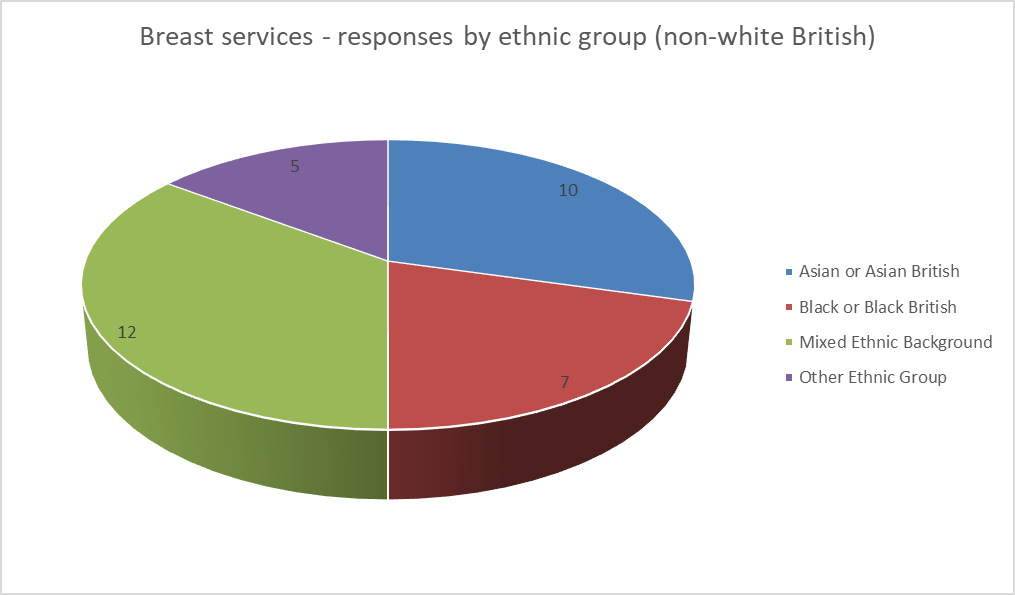 Breast services - responses by ethnic group (non-white British)
5
10
12
7
Asian or Asian British
Black or Black British
Mixed Ethnic Background
Other Ethnic Group